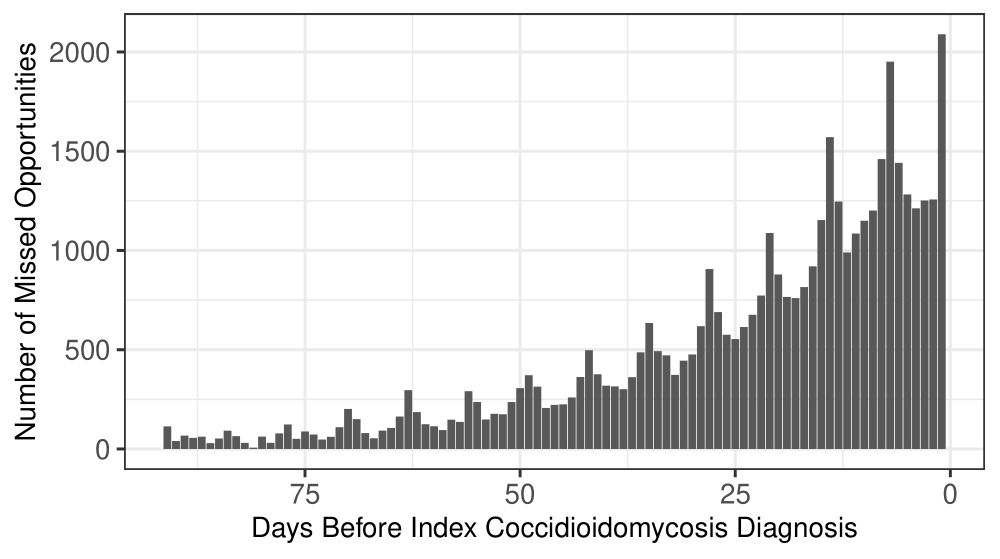 Number of Missed Opportunities
2000
1500
1000
500
0
75 50 25 0
Days Before Index Coccidioidomycosis Diagnosis